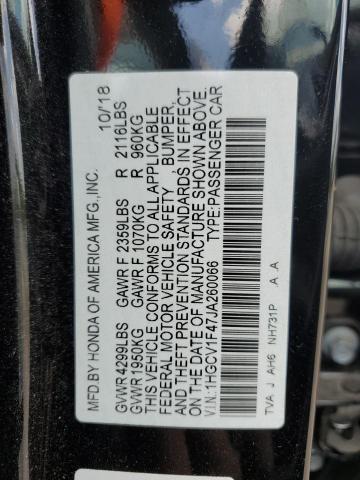 MFD BY HONDA OF AMERICA MFG.,INC. 10/18
GVWR 4299LBS GAWR F 2359LBS R 2116LBS
GVWR 1950KG GAWR F 1070KG R 960KG
THIS VEHICLE CONFORMS TO ALL APPLICABLE
FEDERAL MOTOR VEHICLE SAFETY , BUMPER,
AND THEFT PREVENTION STANDARDS IN EFFECT
ON THE DATE OF MANUFACTURE SHOWN ABOVE.
V.I.N.:1HGCV1F47JA260066 TYPE:PASSENGER CAR
TVA J AH6 NH731P .A .A